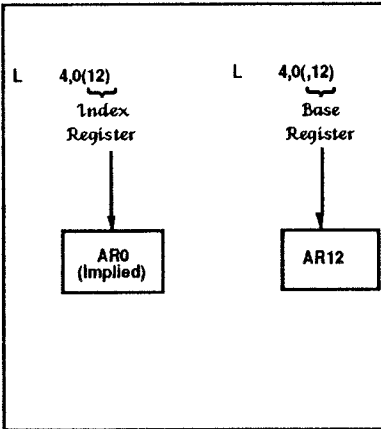 L 4,0(12)
Index
Register
AR0
(Implied)
L 4,0(,12)
Base
Register
AR12